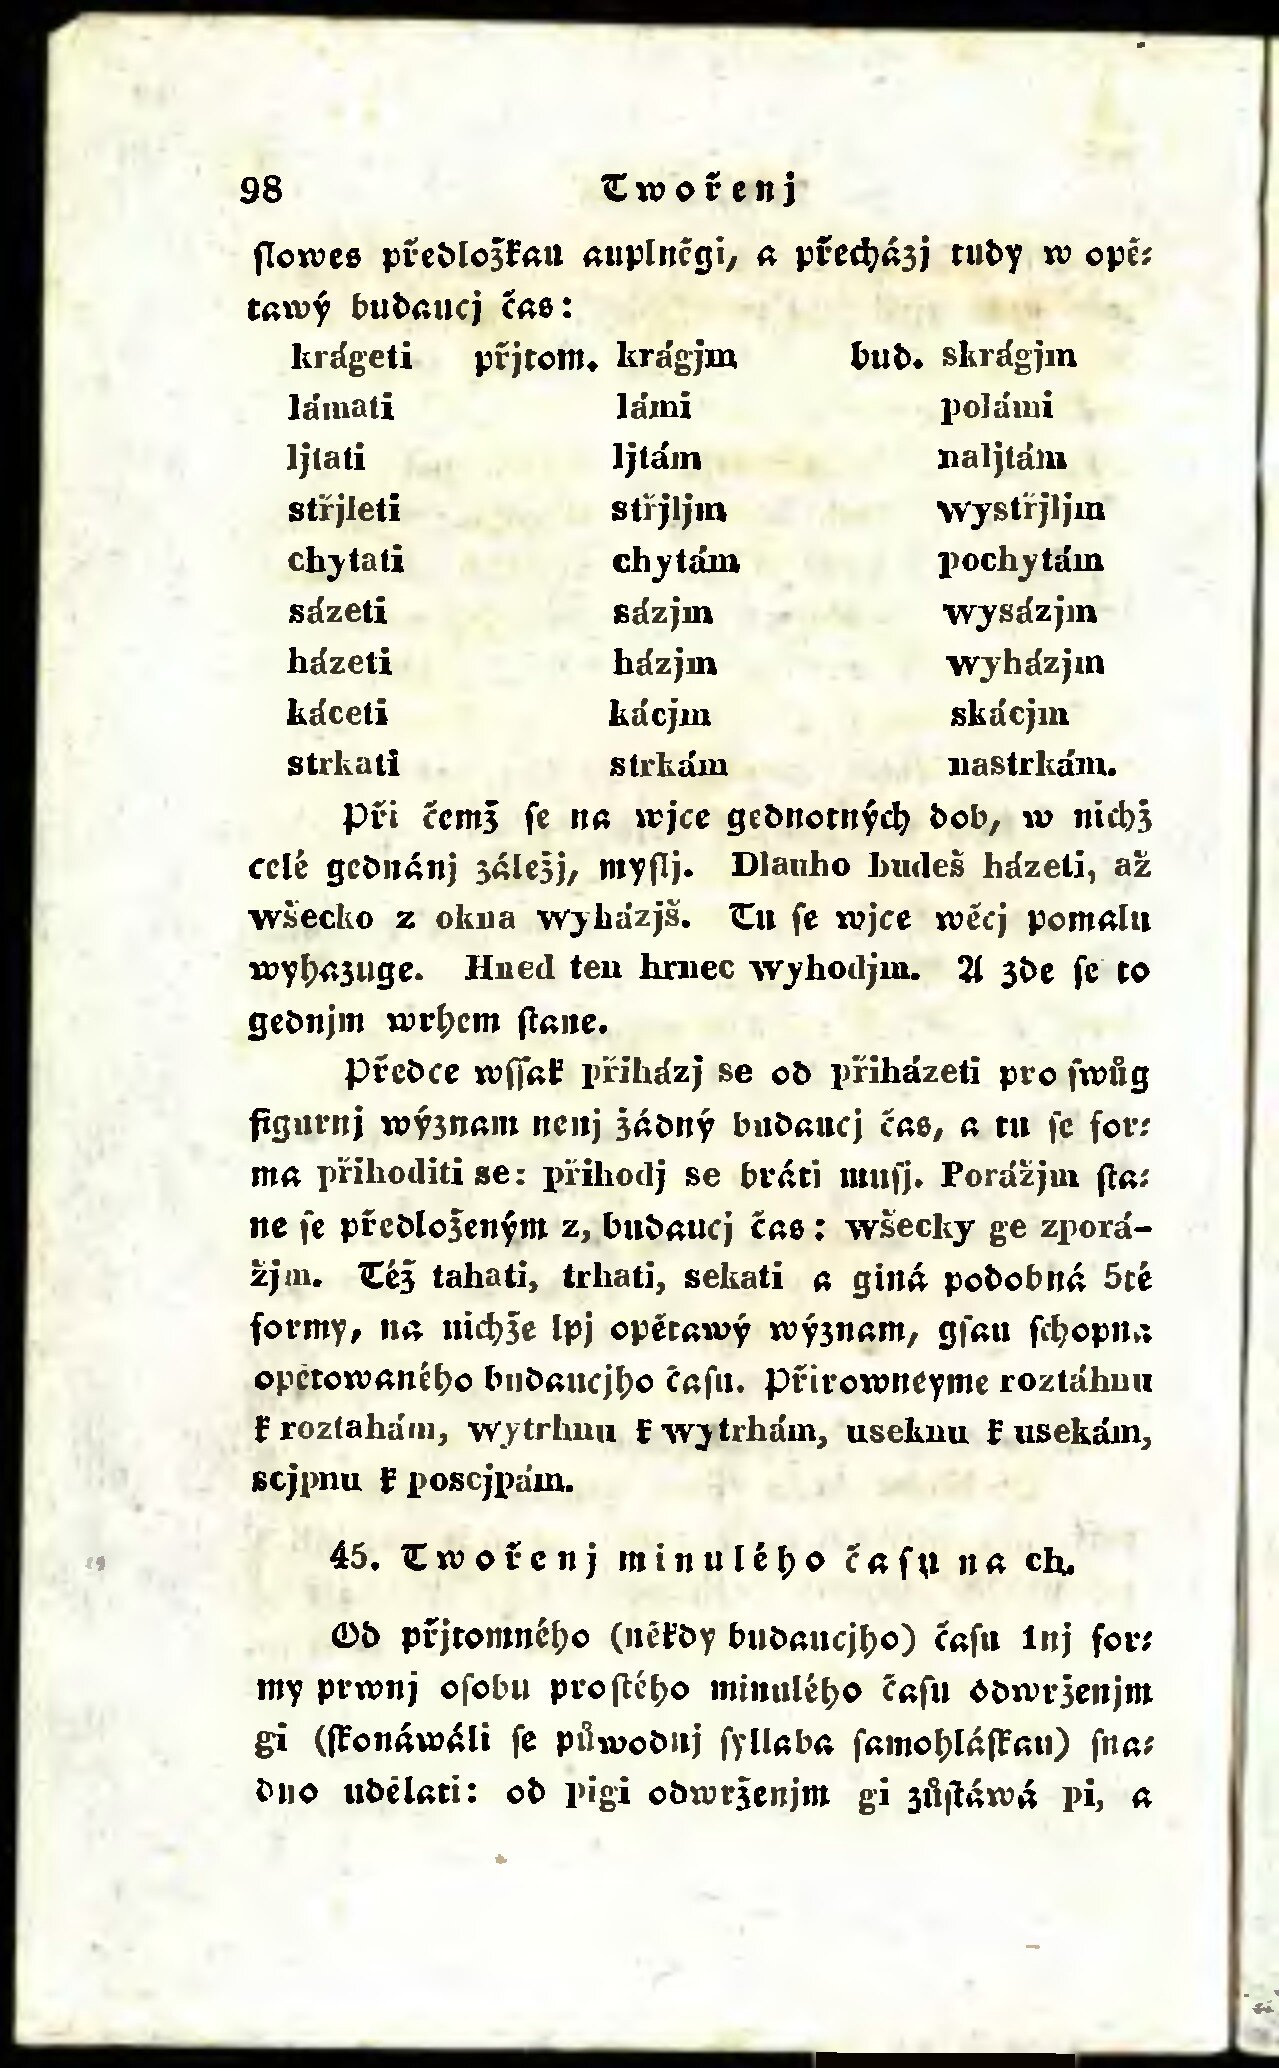 98 Twořenj
ſlowes předložkau auplněgi, a přecházj tudy w opě⸗
tawý budaucj čas:
krágeti přjtom. krágjm bud. skrágjm
lámati lámi polámi
ljtati ljtám naljtám
střjleti střjljm wystřjljm
chytati chytám pochytám
sázeti sázjm wysázjm
házeti házjm wyházjm
káceti kácjm skácjm
strkati strkám nastrkám.
Při čemž ſe na wjce gednotných dob, w nichž
celé gednánj záležj, myſlj. Dlauho budeš házeti, až
wšecko z okna wyházjš. Tu ſe wjce wěcj pomalu
wyhazuge. Hned ten hrnec wyhodjm. A zde ſe to
gednjm wrhem ſtane.
Předce wſſak přiházj se od přiházeti pro ſwůg
figurnj wýznam nenj žádný budaucj čas, a tu ſe for⸗
ma přihoditi se: přihodj se bráti muſj. Porážjm ſta⸗
ne ſe předloženým z, budaucj čas: wšecky ge zporá-
žjm. Též tahati, trhati, sekati a giná podobná 5té
formy, na nichže lpj opětawý wýznam, gſau ſchopna
opětowaného budaucjho čaſu. Přirowneyme roztáhnu
k roztahám, wytrhnu k wytrhám, useknu k usekám,
scjpnu k poscjpám.
45. Twořenj minulého čaſu na ch.
Od přjtomného (někdy budaucjho) čaſu 1nj for⸗
my prwnj oſobu proſtého minulého čaſu odwrženjm
gi (ſkonáwáli ſe půwodnj ſyllaba ſamohláſkau) ſna⸗
dno udělati: od pigi odwrženjm gi zůſtáwá pi, a